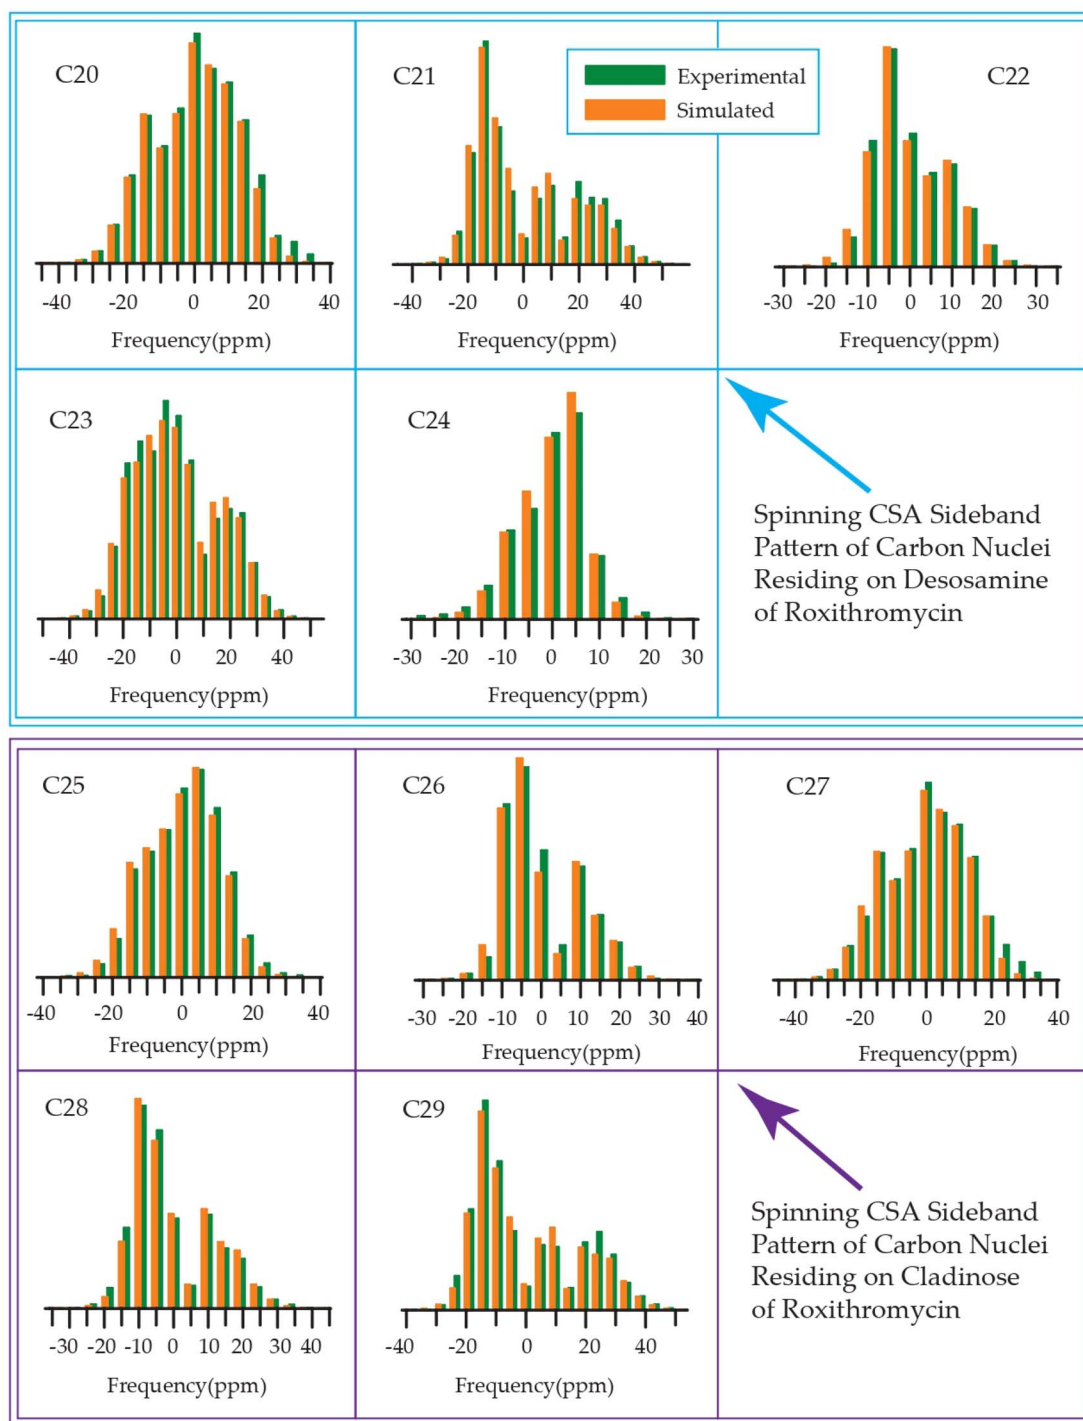 C20
-40 -20 0 20 40
Frequency(ppm)
C21
Experimental
Simulated
-40 -20 0 20 40
Frequency(ppm)
C22
-30 -20 -10 0 10 20 30
Frequency(ppm)
C23
-40 -20 0 20 40
Frequency(ppm)
C24
-30 -20 -10 0 10 20 30
Frequency(ppm)
Spinning CSA Sideband
Pattern of Carbon Nuclei
Residing on Desosamine
of Roxithromycin
C25
-40 -20 0 20 40
Frequency(ppm)
C26
-30 -20 -10 0 10 20 30 40
Frequency(ppm)
C27
-40 -20 0 20 40
Frequency(ppm)
C28
-30 -20 -10 0 10 20 30 40
Frequency(ppm)
C29
-40 -20 0 20 40
Frequency(ppm)
Spinning CSA Sideband
Pattern of Carbon Nuclei
Residing on Cladinose
of Roxithromycin